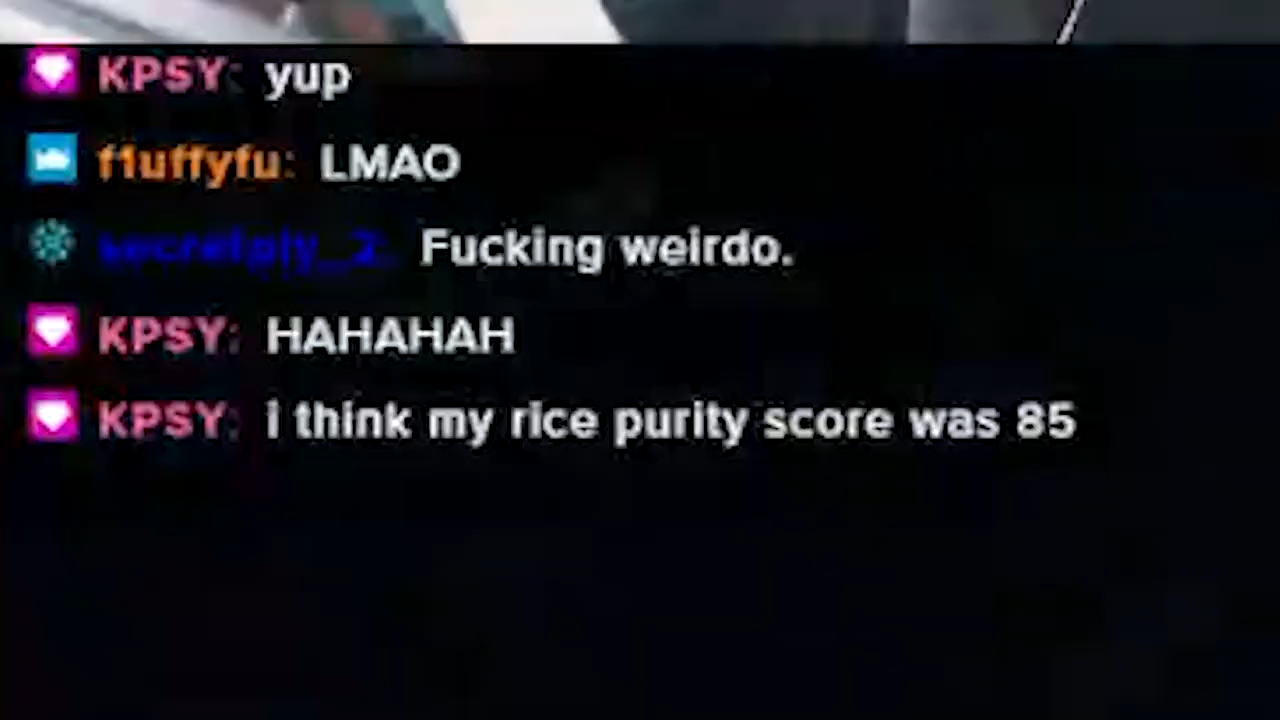 KPSY: yup
f1uffyfu: LMAO
Fucking weirdo.
KPSY: HAHAHAH
KPSY: i think my rice purity score was 85